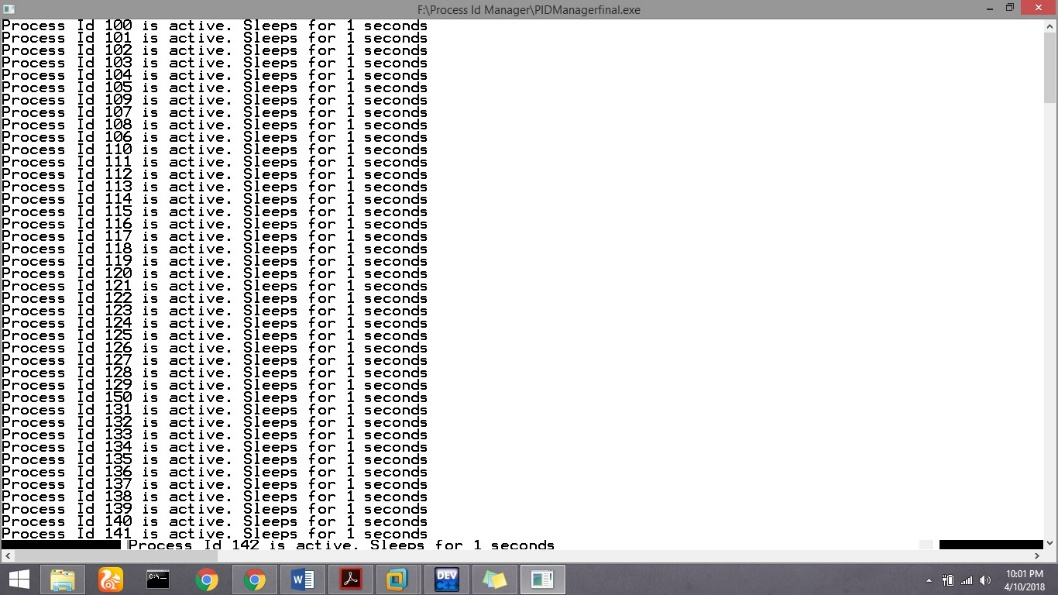 F:\Process Id Manager\PIDManagerfinal.exe
Process Id 100 is active. Sleeps for 1 seconds
Process Id 101 is active. Sleeps for 1 seconds
Process Id 102 is active. Sleeps for 1 seconds
Process Id 103 is active. Sleeps for 1 seconds
Process Id 104 is active. Sleeps for 1 seconds
Process Id 105 is active. Sleeps for 1 seconds
Process Id 109 is active. Sleeps for 1 seconds
Process Id 107 is active. Sleeps for 1 seconds
Process Id 108 is active. Sleeps for 1 seconds
Process Id 106 is active. Sleeps for 1 seconds
Process Id 110 is active. Sleeps for 1 seconds
Process Id 111 is active. Sleeps for 1 seconds
Process Id 112 is active. Sleeps for 1 seconds
Process Id 113 is active. Sleeps for 1 seconds
Process Id 114 is active. Sleeps for 1 seconds
Process Id 115 is active. Sleeps for 1 seconds
Process Id 116 is active. Sleeps for 1 seconds
Process Id 117 is active. Sleeps for 1 seconds
Process Id 118 is active. Sleeps for 1 seconds
Process Id 119 is active. Sleeps for 1 seconds
Process Id 120 is active. Sleeps for 1 seconds
Process Id 121 is active. Sleeps for 1 seconds
Process Id 122 is active. Sleeps for 1 seconds
Process Id 123 is active. Sleeps for 1 seconds
Process Id 124 is active. Sleeps for 1 seconds
Process Id 125 is active. Sleeps for 1 seconds
Process Id 126 is active. Sleeps for 1 seconds
Process Id 127 is active. Sleeps for 1 seconds
Process Id 128 is active. Sleeps for 1 seconds
Process Id 129 is active. Sleeps for 1 seconds
Process Id 150 is active. Sleeps for 1 seconds
Process Id 131 is active. Sleeps for 1 seconds
Process Id 132 is active. Sleeps for 1 seconds
Process Id 133 is active. Sleeps for 1 seconds
Process Id 134 is active. Sleeps for 1 seconds
Process Id 135 is active. Sleeps for 1 seconds
Process Id 136 is active. Sleeps for 1 seconds
Process Id 137 is active. Sleeps for 1 seconds
Process Id 138 is active. Sleeps for 1 seconds
Process Id 139 is active. Sleeps for 1 seconds
Process Id 140 is active. Sleeps for 1 seconds
Process Id 141 is active. Sleeps for 1 seconds
Process Id 142 is active. Sleeps for 1 seconds
DEV
10:01 PM
4/10/2018